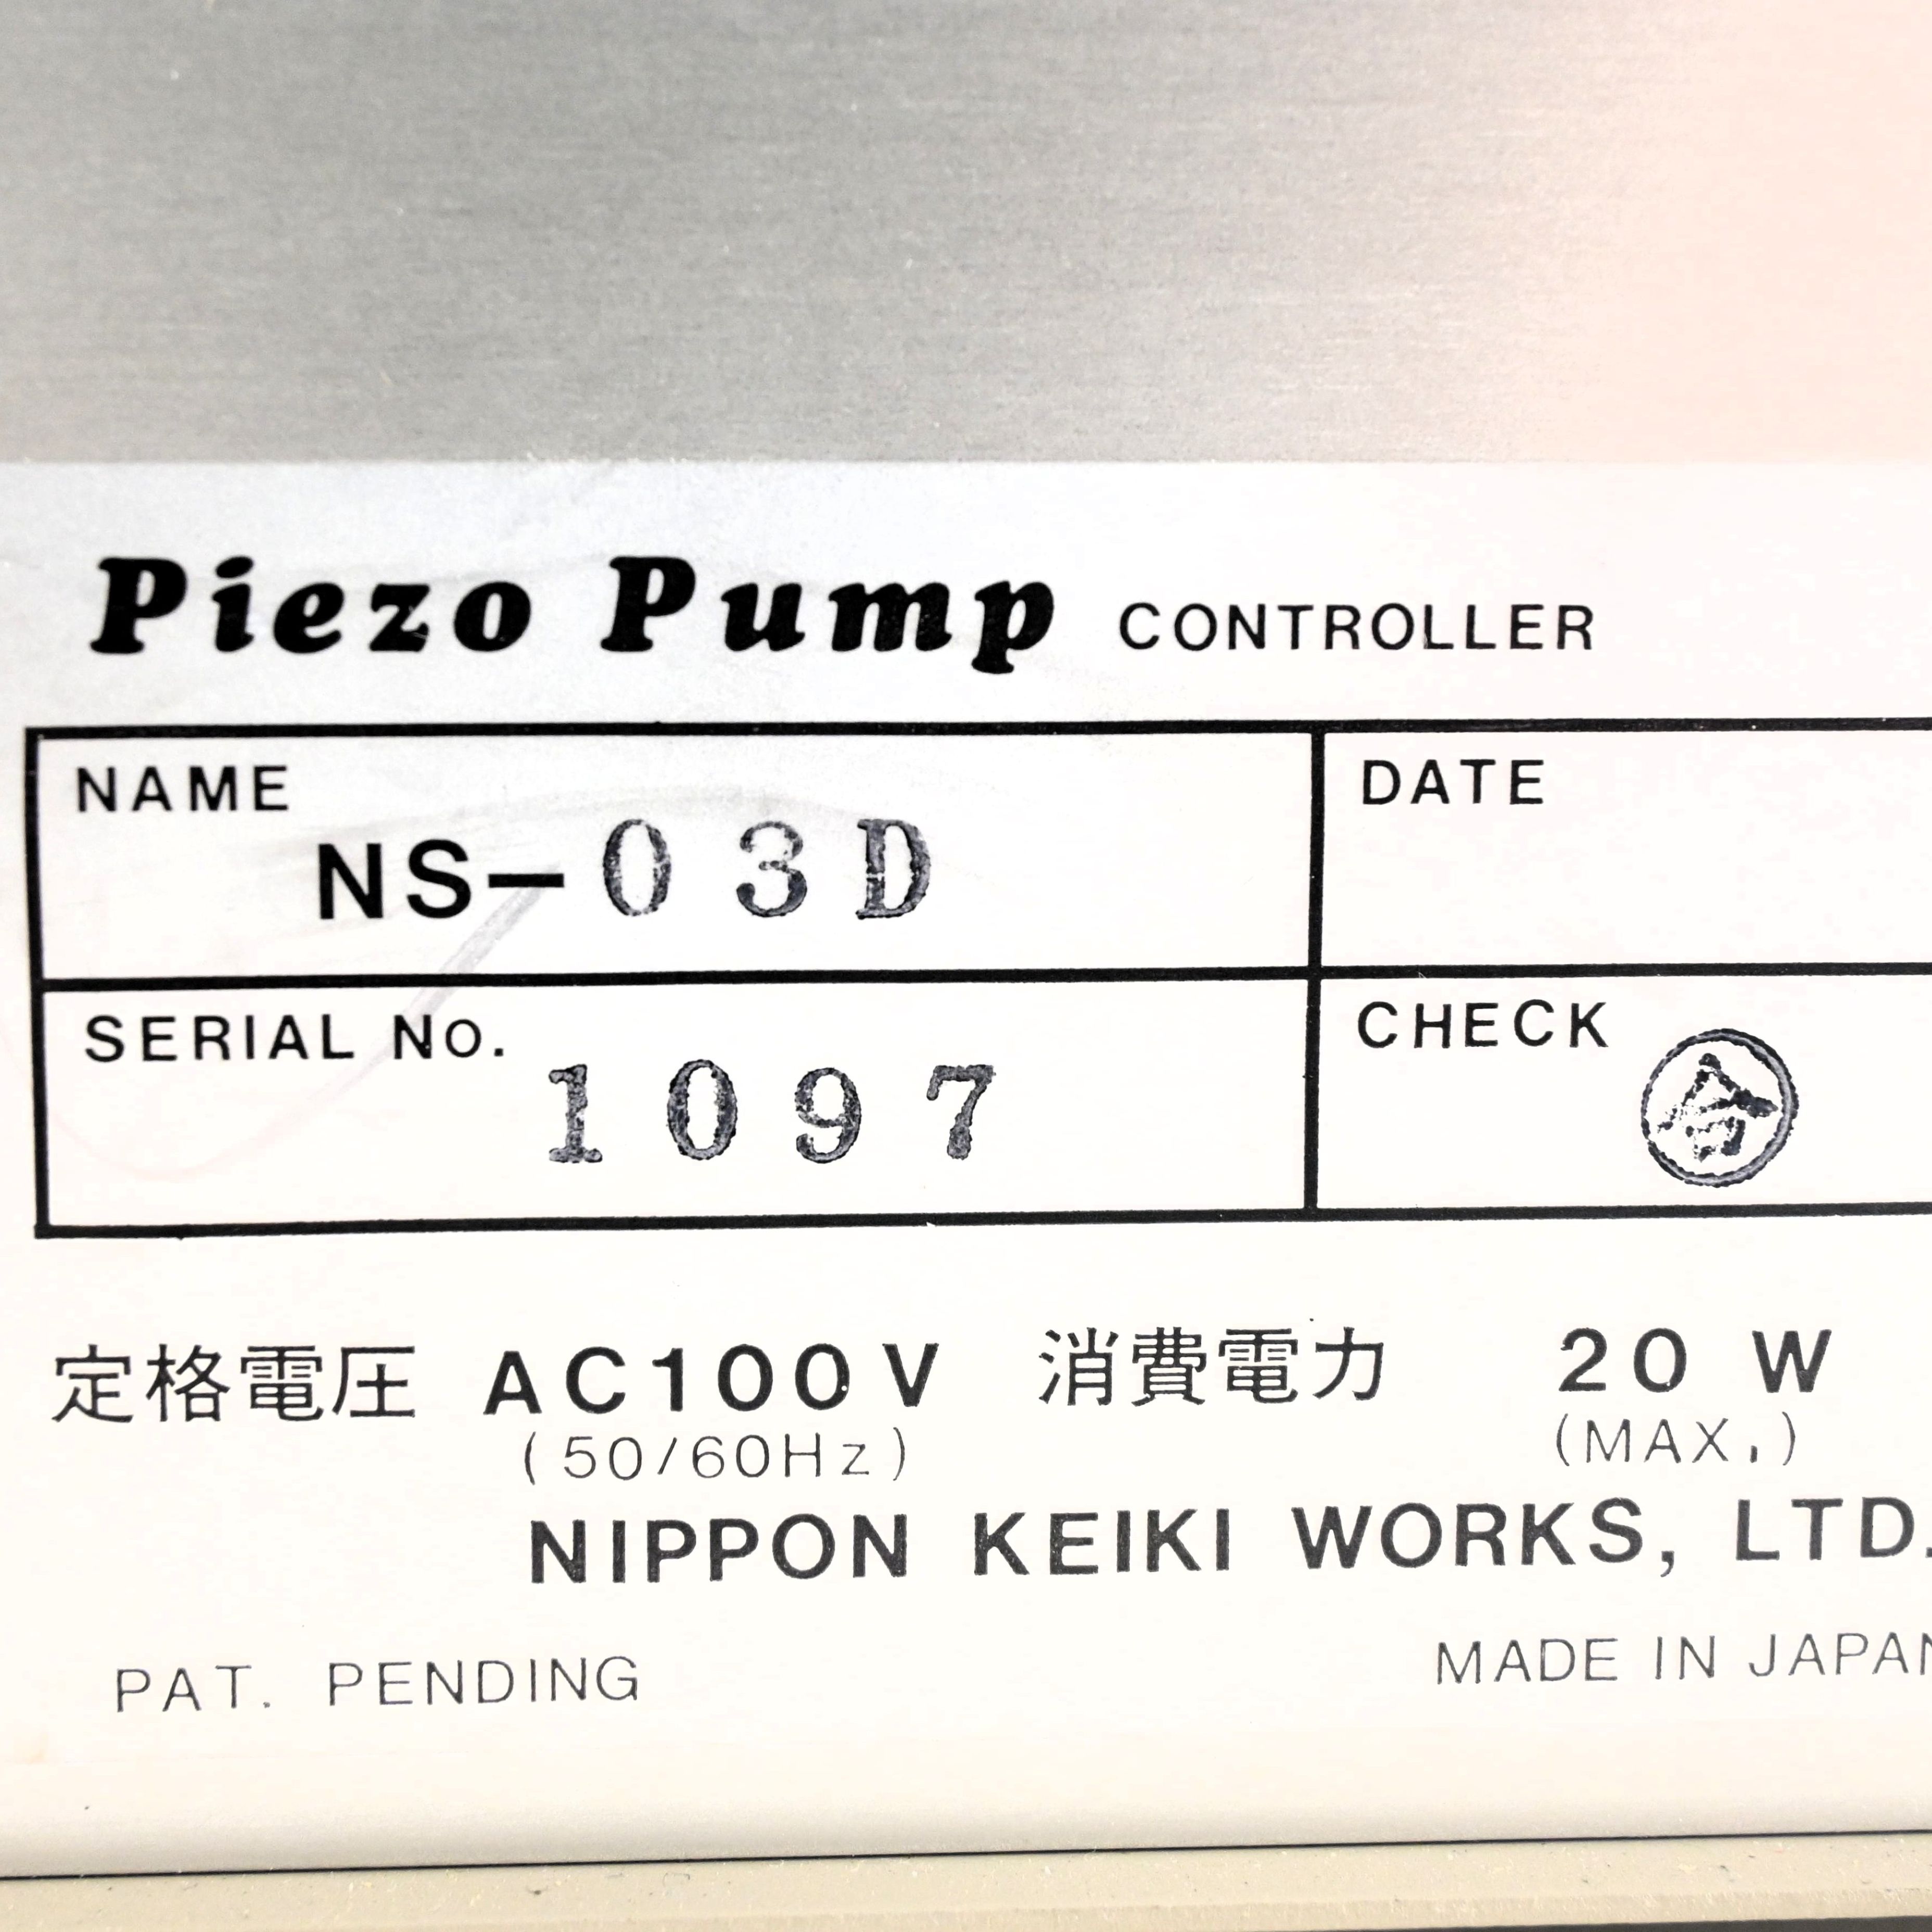 Piezo Pump CONTROLLER
NAME
NS-03D
DATE
SERIAL No.
1097
CHECK
合
定格電圧 AC100V 消費電力 20 W
(50/60Hz) (MAX.)
NIPPON KEIKI WORKS, LTD.
PAT. PENDING
MADE IN JAPAN